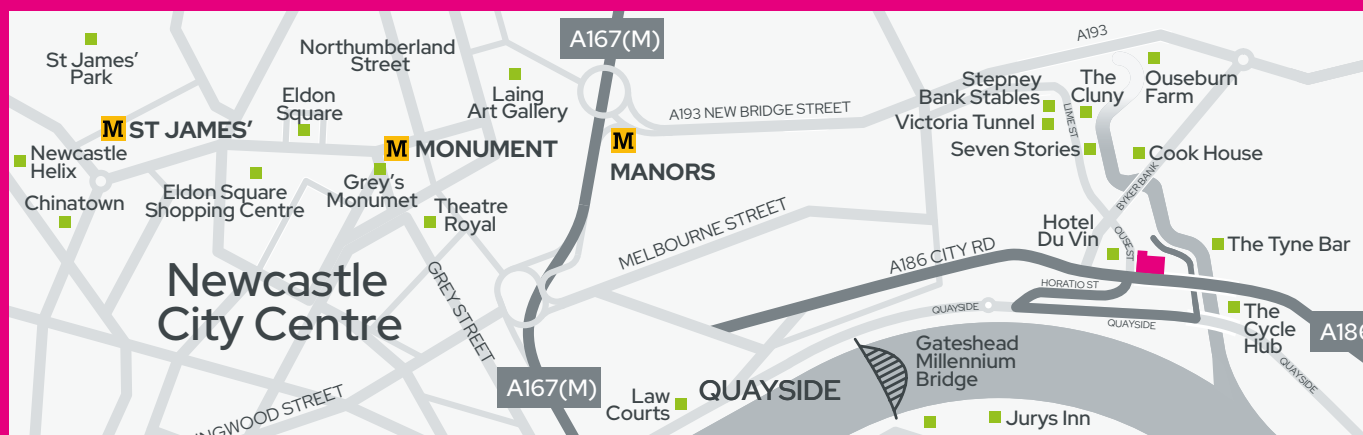 A167(M)
A193
St James'
Park
Northumberland
Street
Eldon
Square
Laing
Art Gallery
Stepney
Bank Stables
The
Cluny
Ouseburn
Farm
A193 NEW BRIDGE STREET
LIME ST
Victoria Tunnel
M ST JAMES'
M MONUMENT
M
MANORS
Seven Stories
Cook House
Newcastle
Helix
Chinatown
Eldon Square
Shopping Centre
Grey's
Monumet
Theatre
Royal
BYKER BANK
MELBOURNE STREET
Hotel
Du Vin
OUSE ST
The Tyne Bar
A186 CITY RD
HORATIO ST
Newcastle
City Centre
GREY STREET
QUAYSIDE
QUAYSIDE
The
Cycle
Hub
A186
QUAYSIDE
Gateshead
Millennium
Bridge
A167(M)
Law
Courts
QUAYSIDE
NGWOOD STREET
Jurys Inn